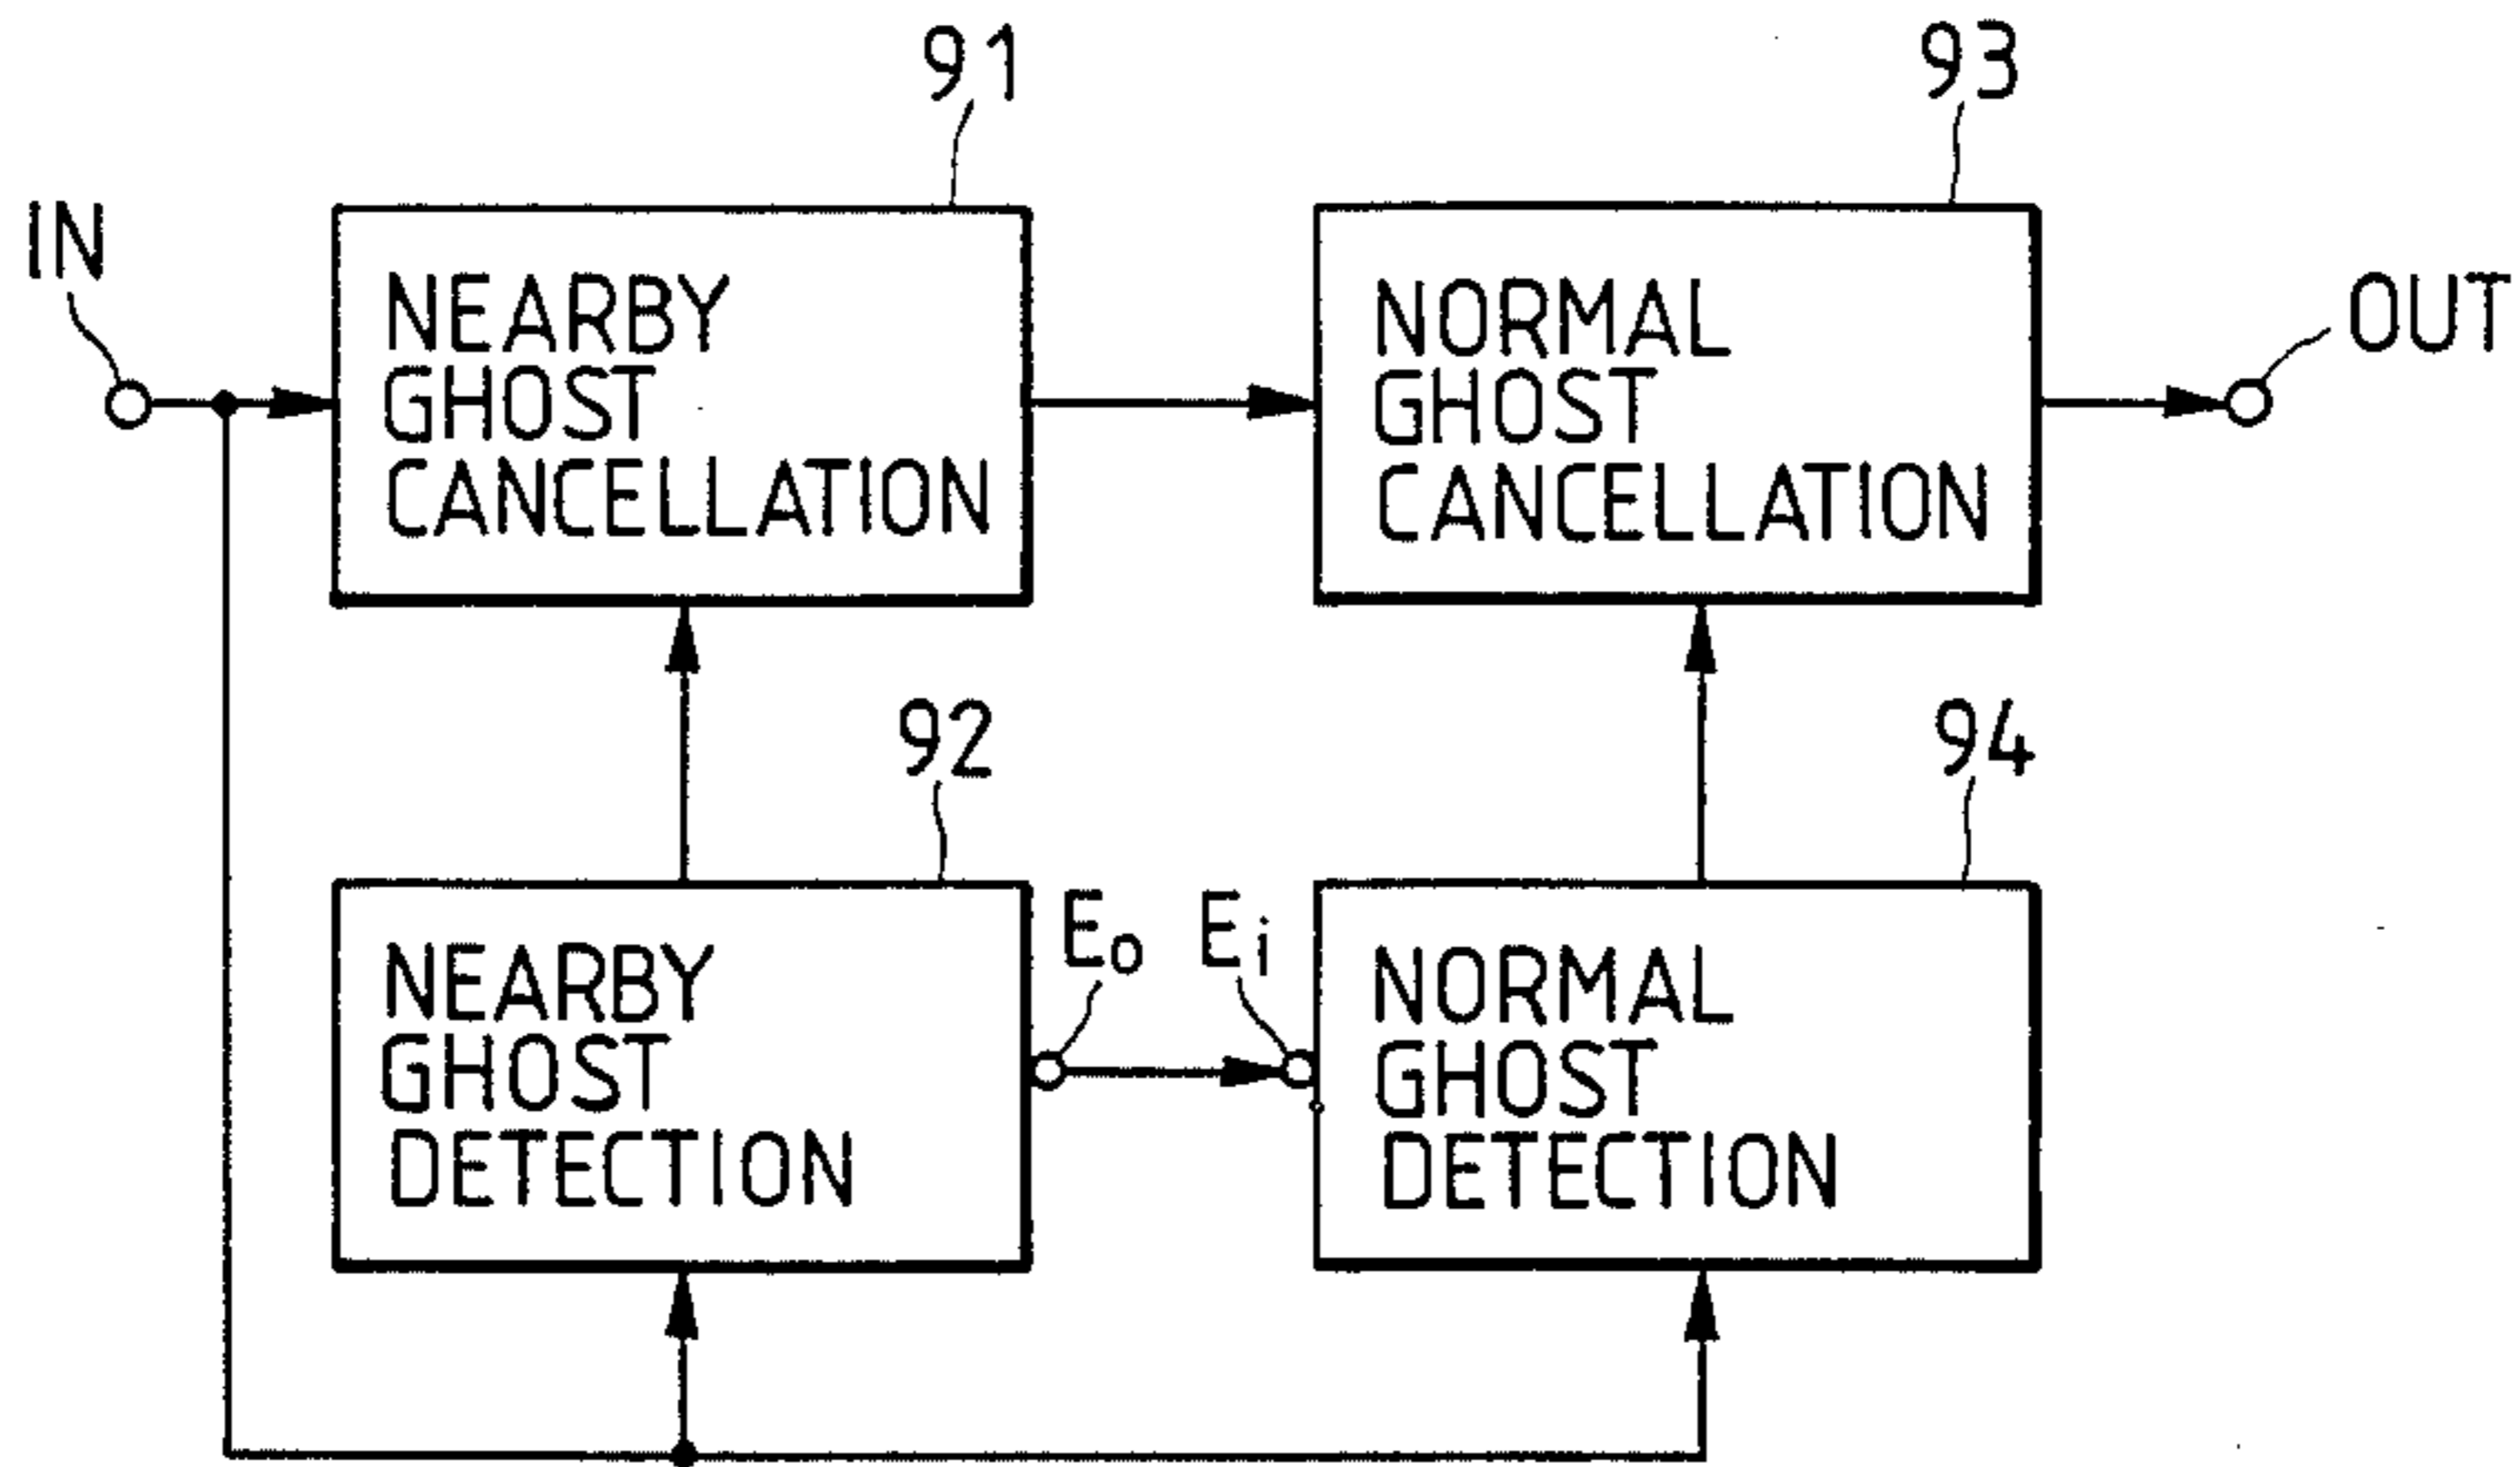 91
93
IN
NEARBY
GHOST
CANCELLATION
NORMAL
GHOST
CANCELLATION
OUT
92
94
Eo
Ei
NEARBY
GHOST
DETECTION
NORMAL
GHOST
DETECTION